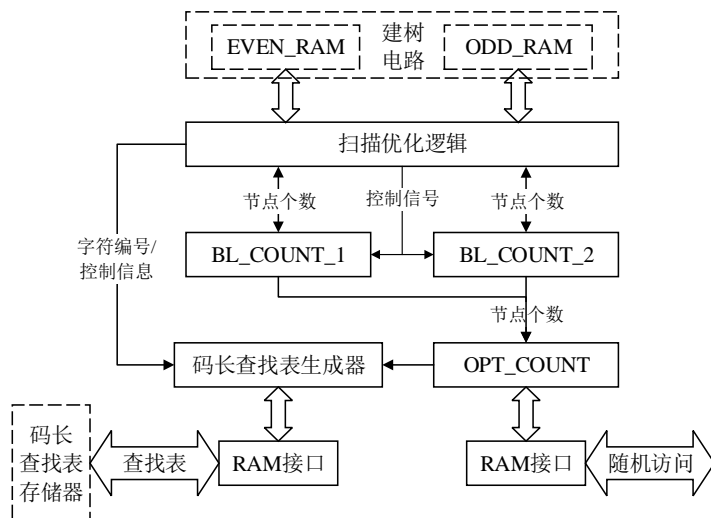 建树
电路
EVEN_RAM
ODD_RAM
扫描优化逻辑
节点个数
控制信号
节点个数
字符编号/
控制信息
BL_COUNT_1
BL_COUNT_2
节点个数
码长查找表生成器
OPT_COUNT
码长
查找表
存储器
查找表
RAM接口
RAM接口
随机访问